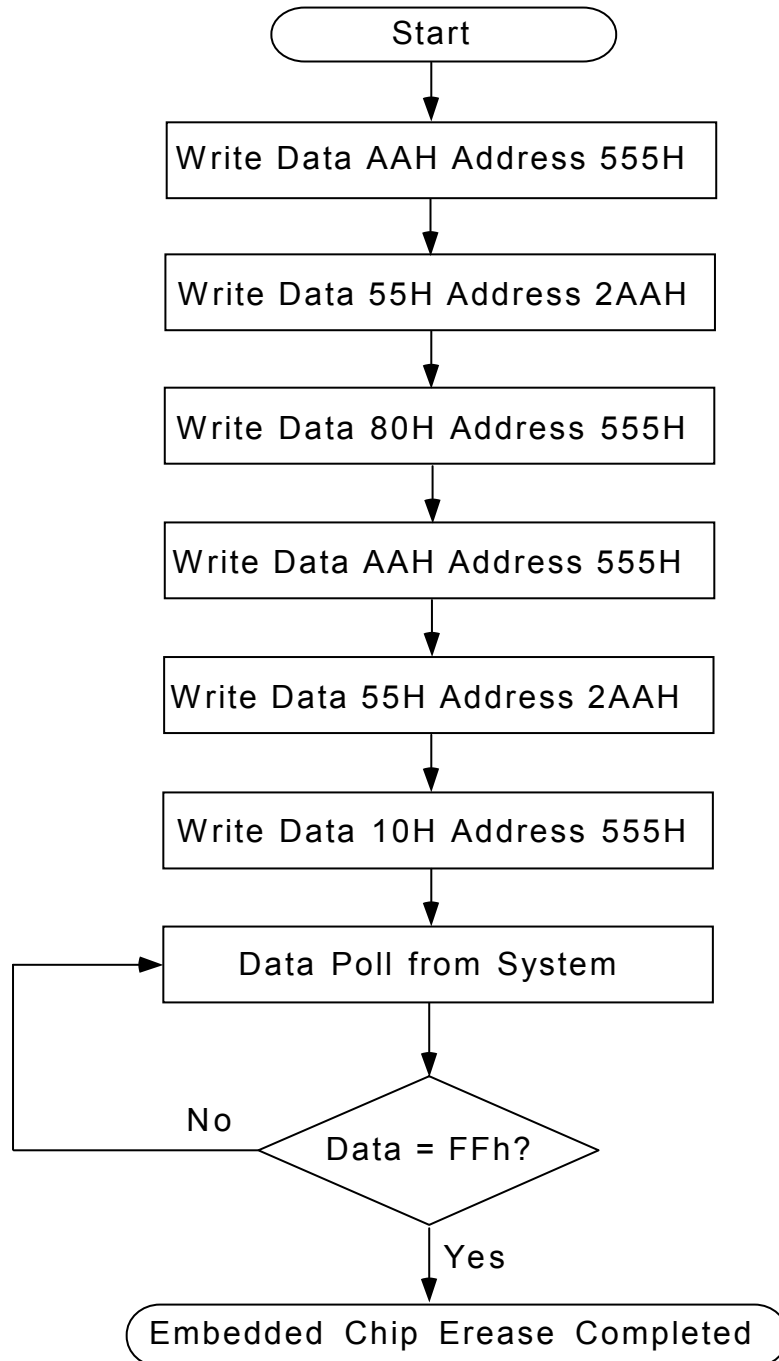 Start
Write Data AAH Address 555H
Write Data 55H Address 2AAH
Write Data 80H Address 555H
Write Data AAH Address 555H
Write Data 55H Address 2AAH
Write Data 10H Address 555H
Data Poll from System
No
Data = FFh?
Yes
Embedded Chip Erease Completed